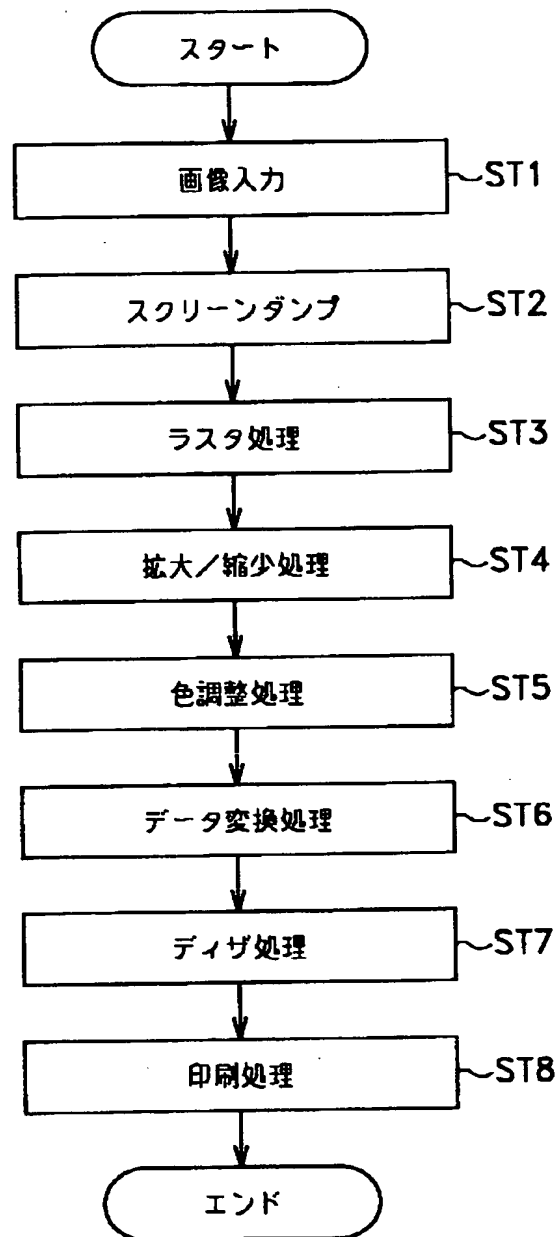 スタート
画像入力 ST1
スクリーンダンプ ST2
ラスタ処理 ST3
拡大／縮少処理 ST4
色調整処理 ST5
データ変換処理 ST6
ディザ処理 ST7
印刷処理 ST8
エンド